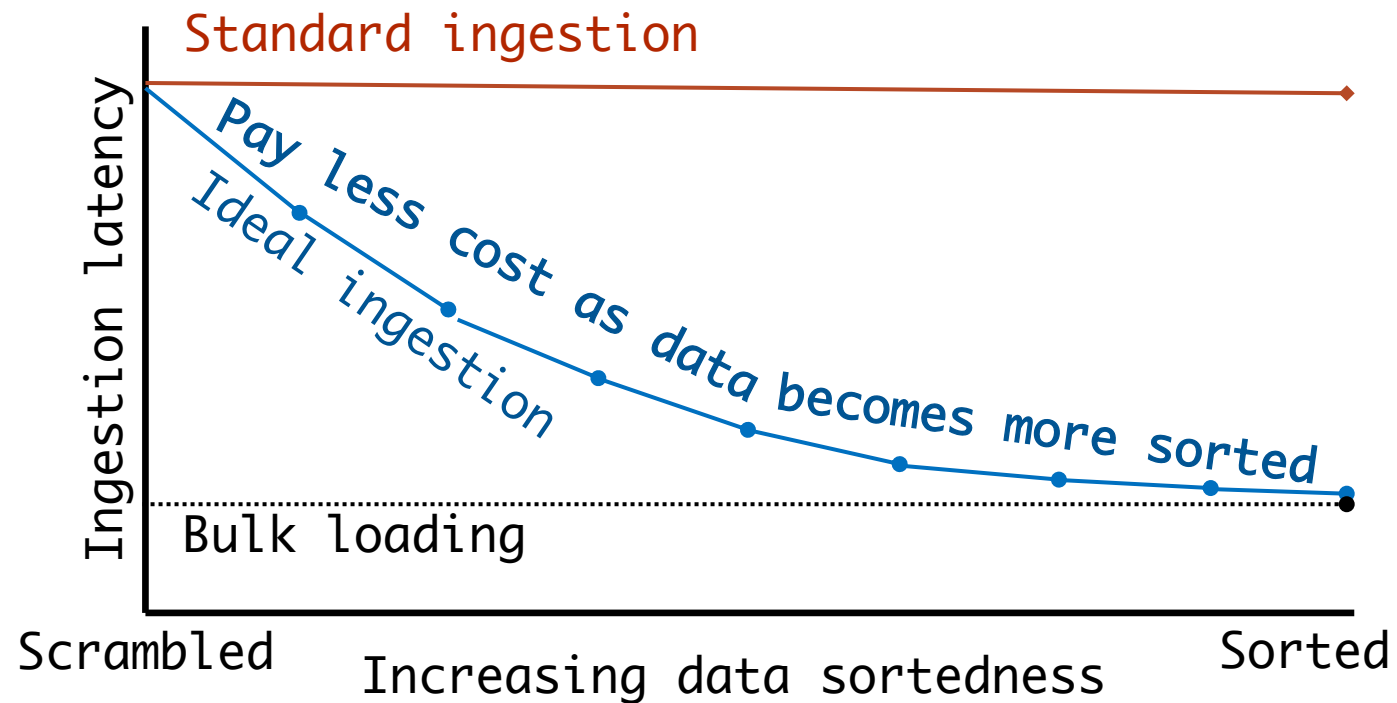 Standard ingestion
Ingestion latency
Pay less cost as data becomes more sorted
Ideal ingestion
Bulk loading
Scrambled
Sorted
Increasing data sortedness